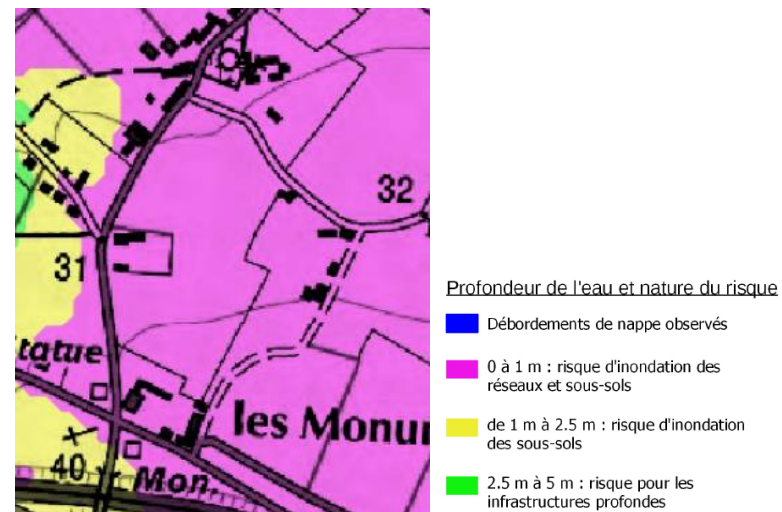 32
31
tatue
les Monu
40
Mon.
Profondeur de l'eau et nature du risque
Débordements de nappe observés
0 à 1 m : risque d'inondation des
réseaux et sous-sols
de 1 m à 2.5 m : risque d'inondation
des sous-sols
2.5 m à 5 m : risque pour les
infrastructures profondes